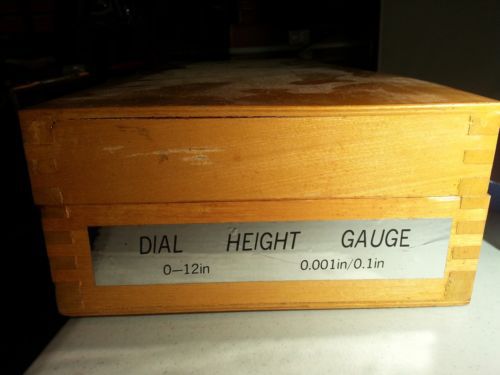 DIAL HEIGHT GAUGE
0—12in 0.001in/0.1in